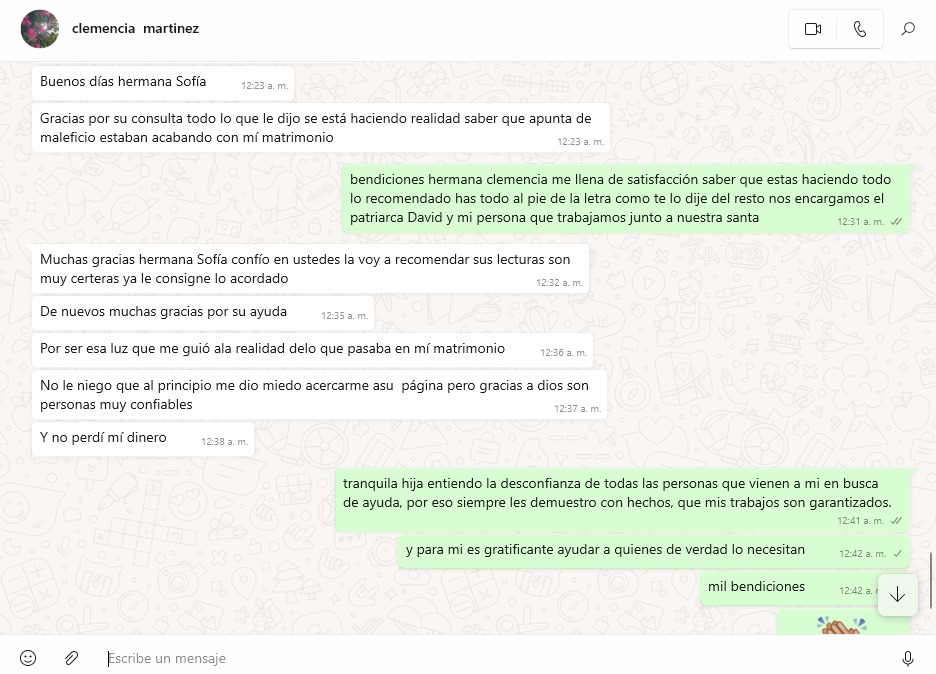 clemencia martinez
Buenos días hermana Sofía
12:23 a. m.
Gracias por su consulta todo lo que le dijo se está haciendo realidad saber que apunta de
maleficio estaban acabando con mí matrimonio
12:23 a. m.
bendiciones hermana clemencia me llena de satisfacción saber que estas haciendo todo
lo recomendado has todo al pie de la letra como te lo dije del resto nos encargamos el
patriarca David y mi persona que trabajamos junto a nuestra santa
12:31 a. m.
Muchas gracias hermana Sofía confío en ustedes la voy a recomendar sus lecturas son
muy certeras ya le consigne lo acordado
12:32 a. m.
De nuevos muchas gracias por su ayuda
12:35 a. m.
Por ser esa luz que me guió ala realidad delo que pasaba en mí matrimonio
12:36 a. m.
No le niego que al principio me dio miedo acercarme asu página pero gracias a dios son
personas muy confiables
12:37 a. m.
Y no perdí mí dinero
12:38 a. m.
tranquila hija entiendo la desconfianza de todas las personas que vienen a mi en busca
de ayuda, por eso siempre les demuestro con hechos, que mis trabajos son garantizados.
12:41 a. m.
y para mi es gratificante ayudar a quienes de verdad lo necesitan
12:42 a. m.
mil bendiciones
12:42 a.
Escribe un mensaje